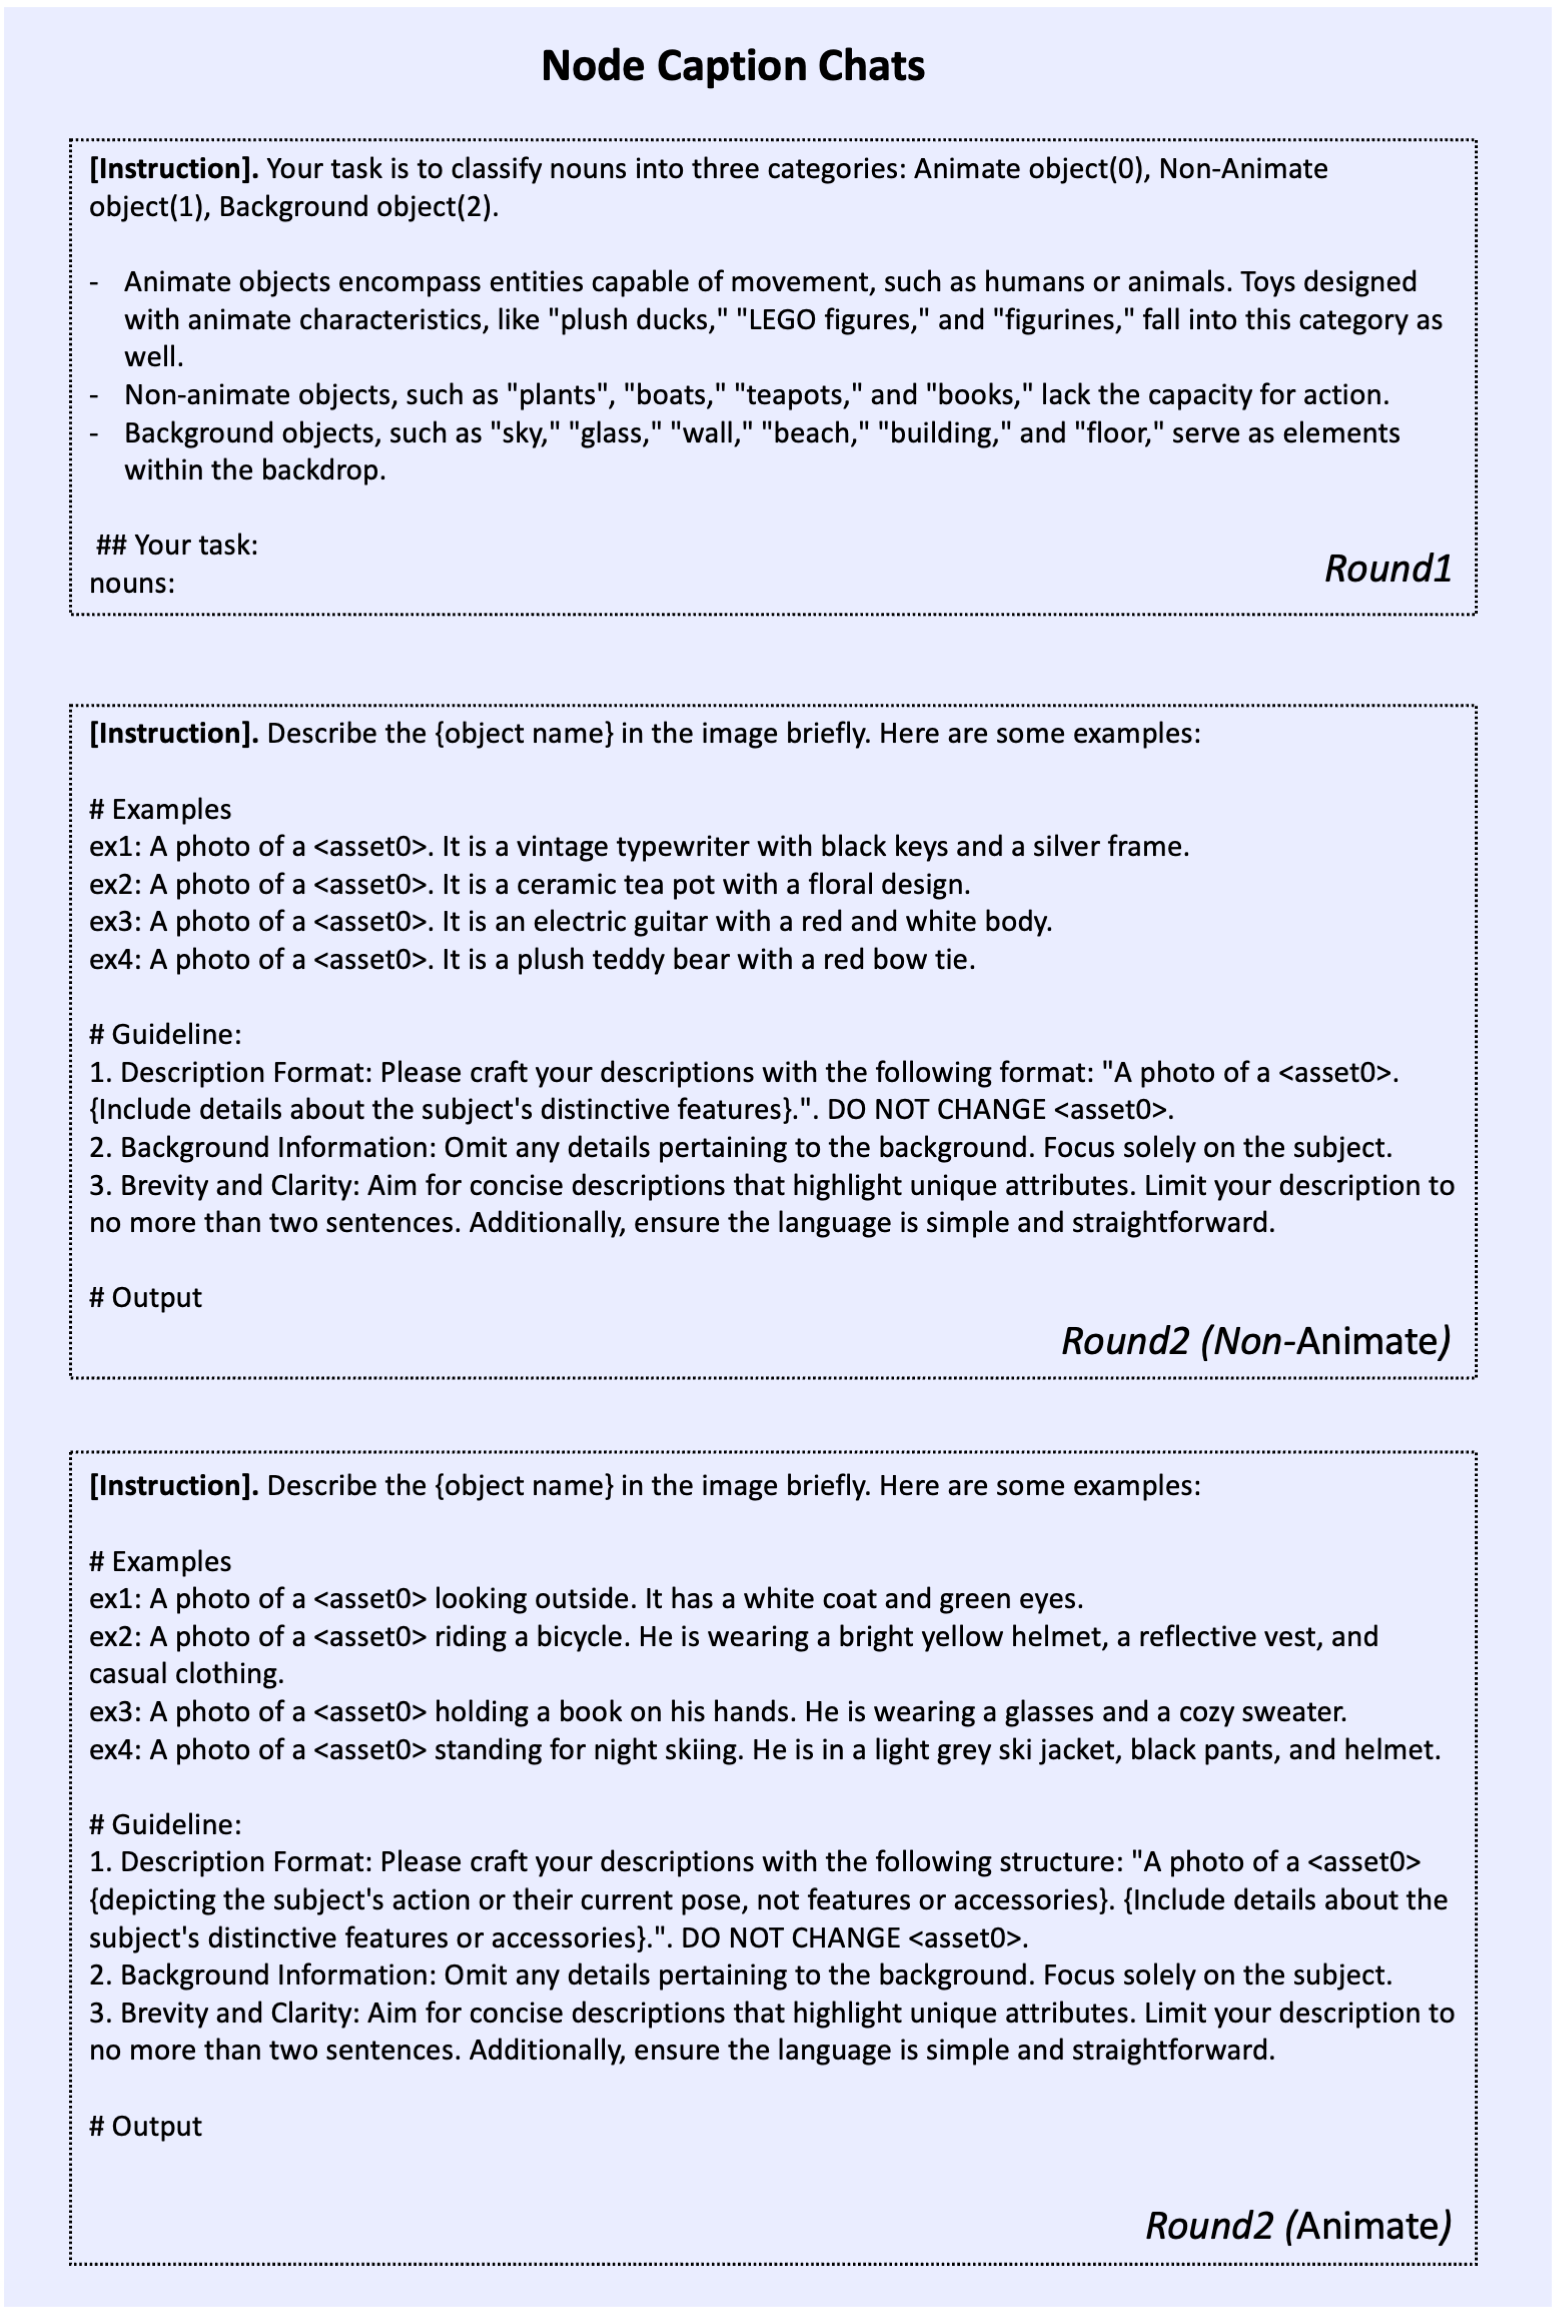 Node Caption Chats
[Instruction]. Your task is to classify nouns into three categories: Animate object(0), Non-Animate
object(1), Background object(2).
- Animate objects encompass entities capable of movement, such as humans or animals. Toys designed
with animate characteristics, like "plush ducks," "LEGO figures," and "figurines," fall into this category as
well.
- Non-animate objects, such as "plants", "boats," "teapots," and "books," lack the capacity for action.
- Background objects, such as "sky," "glass," "wall," "beach," "building," and "floor," serve as elements
within the backdrop.
## Your task:
nouns:
Round1
[Instruction]. Describe the {object name} in the image briefly. Here are some examples:
# Examples
ex1: A photo of a <asset0>. It is a vintage typewriter with black keys and a silver frame.
ex2: A photo of a <asset0>. It is a ceramic tea pot with a floral design.
ex3: A photo of a <asset0>. It is an electric guitar with a red and white body.
ex4: A photo of a <asset0>. It is a plush teddy bear with a red bow tie.
# Guideline:
1. Description Format: Please craft your descriptions with the following format: "A photo of a <asset0>.
{Include details about the subject's distinctive features}.". DO NOT CHANGE <asset0>.
2. Background Information: Omit any details pertaining to the background. Focus solely on the subject.
3. Brevity and Clarity: Aim for concise descriptions that highlight unique attributes. Limit your description to
no more than two sentences. Additionally, ensure the language is simple and straightforward.
# Output
Round2 (Non-Animate)
[Instruction]. Describe the {object name} in the image briefly. Here are some examples:
# Examples
ex1: A photo of a <asset0> looking outside. It has a white coat and green eyes.
ex2: A photo of a <asset0> riding a bicycle. He is wearing a bright yellow helmet, a reflective vest, and
casual clothing.
ex3: A photo of a <asset0> holding a book on his hands. He is wearing a glasses and a cozy sweater.
ex4: A photo of a <asset0> standing for night skiing. He is in a light grey ski jacket, black pants, and helmet.
# Guideline:
1. Description Format: Please craft your descriptions with the following structure: "A photo of a <asset0>
{depicting the subject's action or their current pose, not features or accessories}. {Include details about the
subject's distinctive features or accessories}.". DO NOT CHANGE <asset0>.
2. Background Information: Omit any details pertaining to the background. Focus solely on the subject.
3. Brevity and Clarity: Aim for concise descriptions that highlight unique attributes. Limit your description to
no more than two sentences. Additionally, ensure the language is simple and straightforward.
# Output
Round2 (Animate)